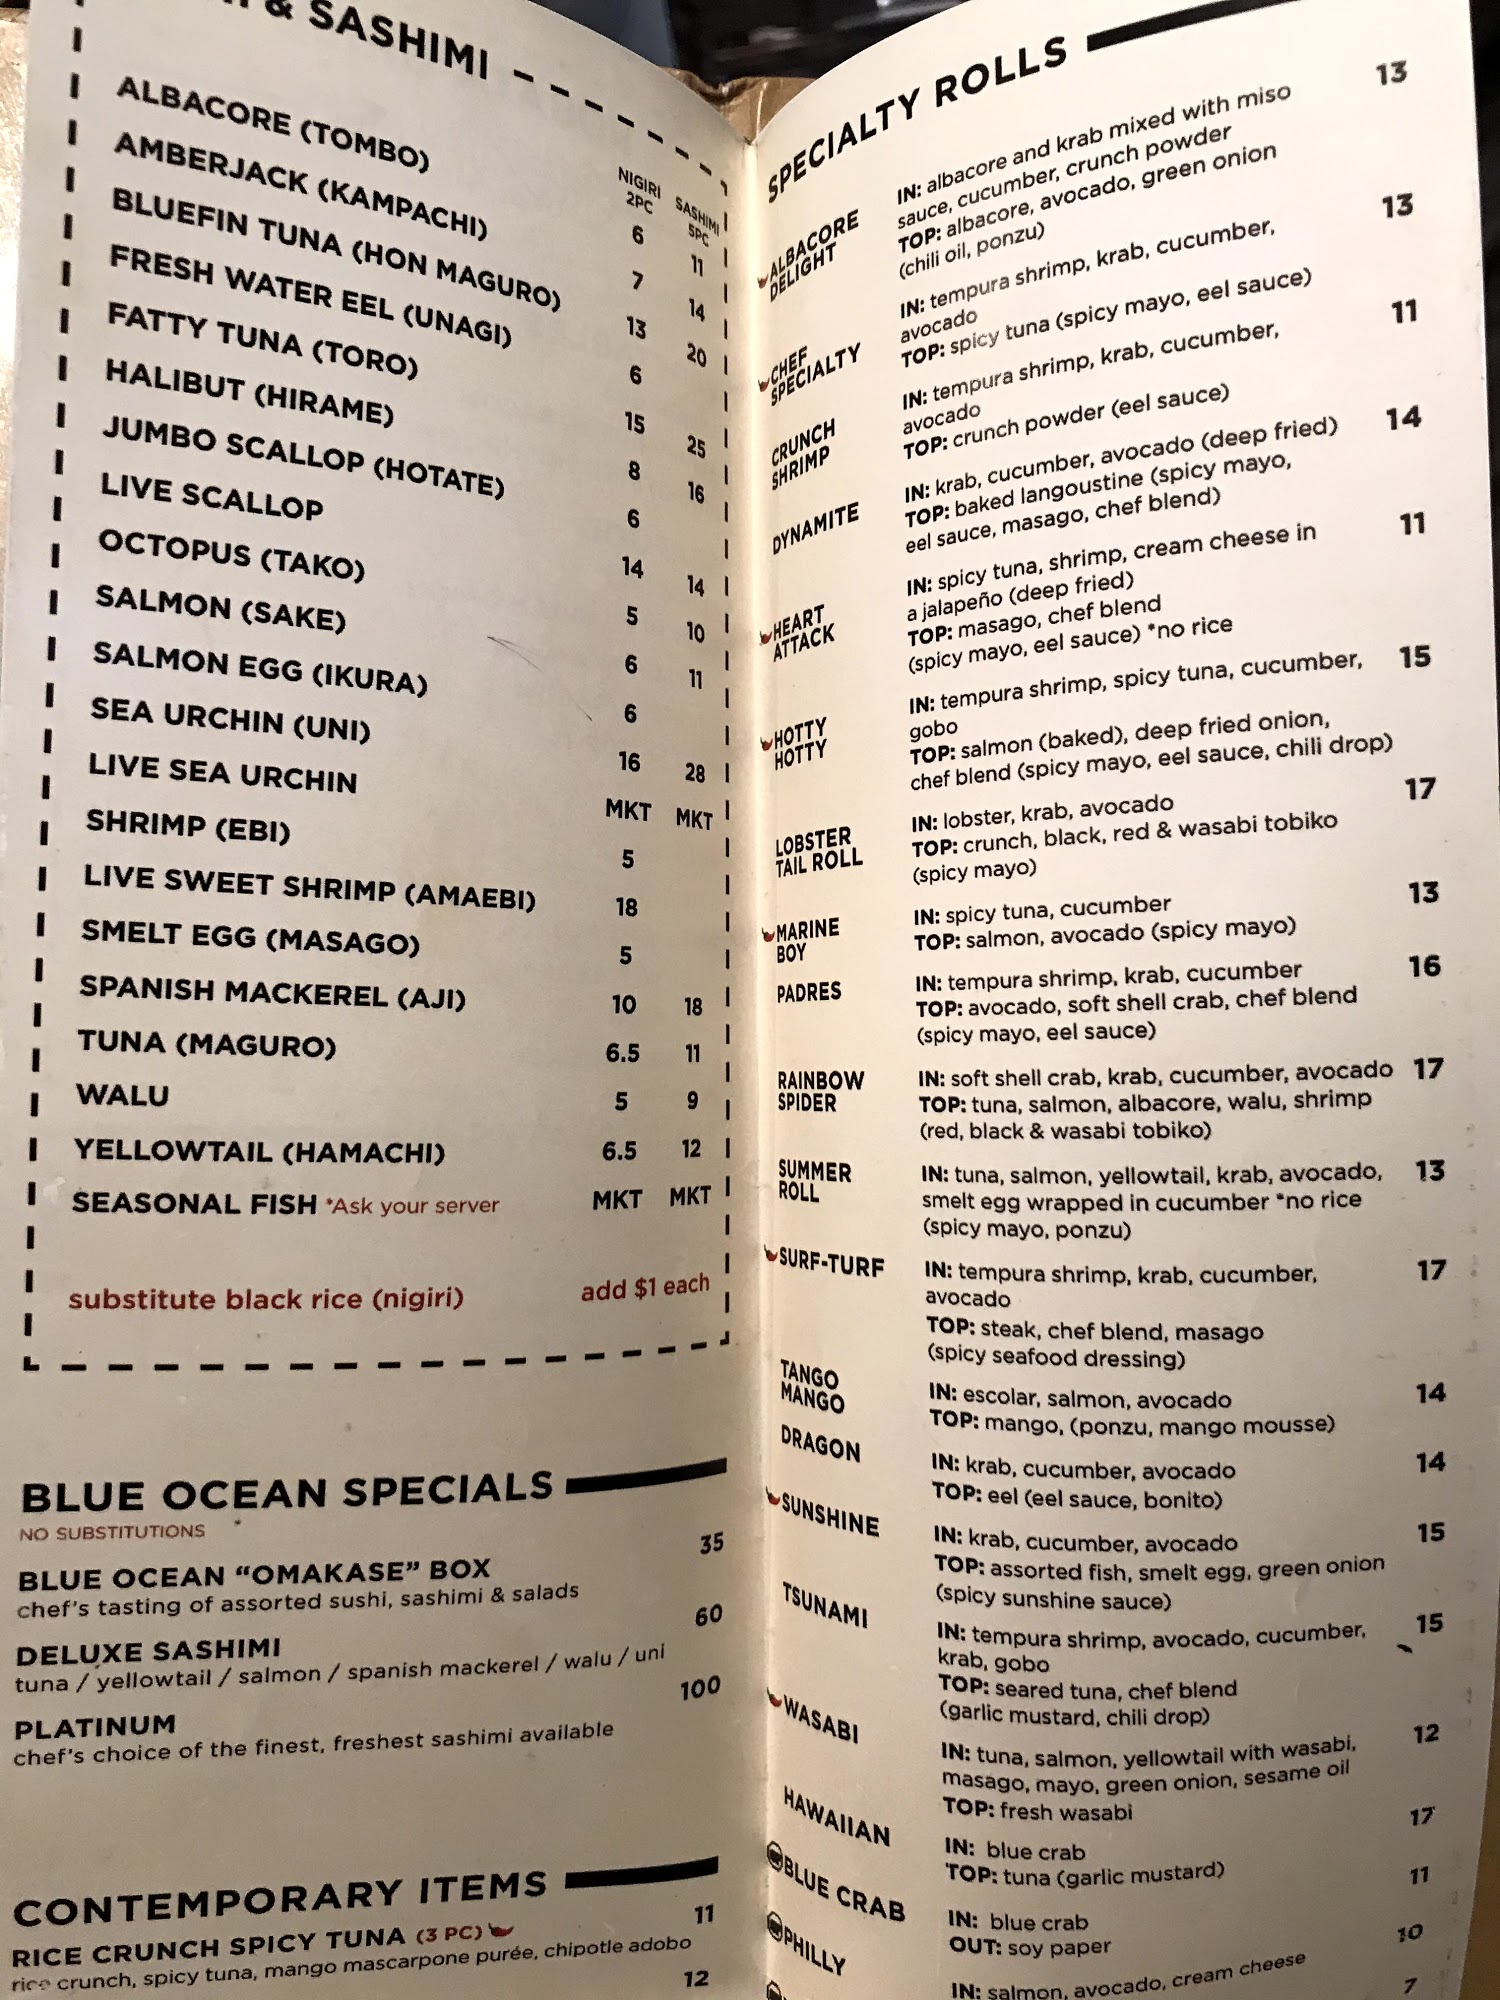 & SASHIMI
NIGIRI 2PC SASHIMI 5PC
ALBACORE (TOMBO) 6 11
AMBERJACK (KAMPACHI) 7 14
BLUEFIN TUNA (HON MAGURO) 13 20
FRESH WATER EEL (UNAGI) 6
FATTY TUNA (TORO) 15 25
HALIBUT (HIRAME) 8 16
JUMBO SCALLOP (HOTATE) 6
LIVE SCALLOP 14 14
OCTOPUS (TAKO) 5 10
SALMON (SAKE) 6 11
SALMON EGG (IKURA) 6
SEA URCHIN (UNI) 16 28
LIVE SEA URCHIN MKT MKT
SHRIMP (EBI) 5
LIVE SWEET SHRIMP (AMAEBI) 18
SMELT EGG (MASAGO) 5
SPANISH MACKEREL (AJI) 10 18
TUNA (MAGURO) 6.5 11
WALU 5 9
YELLOWTAIL (HAMACHI) 6.5 12
SEASONAL FISH *Ask your server MKT MKT
substitute black rice (nigiri) add $1 each
BLUE OCEAN SPECIALS
NO SUBSTITUTIONS
BLUE OCEAN “OMAKASE” BOX 35
chef's tasting of assorted sushi, sashimi & salads
DELUXE SASHIMI 60
tuna / yellowtail / salmon / spanish mackerel / walu / uni
PLATINUM 100
chef's choice of the finest, freshest sashimi available
CONTEMPORARY ITEMS
RICE CRUNCH SPICY TUNA (3 PC) 11
rice crunch, spicy tuna, mango mascarpone purée, chipotle adobo
12
SPECIALTY ROLLS
ALBACORE DELIGHT
IN: albacore and krab mixed with miso 13
sauce, cucumber, crunch powder
TOP: albacore, avocado, green onion
(chili oil, ponzu)
CHEF SPECIALTY
IN: tempura shrimp, krab, cucumber, 13
avocado
TOP: spicy tuna (spicy mayo, eel sauce)
CRUNCH SHRIMP
IN: tempura shrimp, krab, cucumber, 11
avocado
TOP: crunch powder (eel sauce)
DYNAMITE
IN: krab, cucumber, avocado (deep fried) 14
TOP: baked langoustine (spicy mayo,
eel sauce, masago, chef blend)
HEART ATTACK
IN: spicy tuna, shrimp, cream cheese in 11
a jalapeño (deep fried)
TOP: masago, chef blend
(spicy mayo, eel sauce) *no rice
HOTTY HOTTY
IN: tempura shrimp, spicy tuna, cucumber, 15
gobo
TOP: salmon (baked), deep fried onion,
chef blend (spicy mayo, eel sauce, chili drop)
LOBSTER TAIL ROLL
IN: lobster, krab, avocado 17
TOP: crunch, black, red & wasabi tobiko
(spicy mayo)
MARINE BOY
IN: spicy tuna, cucumber 13
TOP: salmon, avocado (spicy mayo)
PADRES
IN: tempura shrimp, krab, cucumber 16
TOP: avocado, soft shell crab, chef blend
(spicy mayo, eel sauce)
RAINBOW SPIDER
IN: soft shell crab, krab, cucumber, avocado 17
TOP: tuna, salmon, albacore, walu, shrimp
(red, black & wasabi tobiko)
SUMMER ROLL
IN: tuna, salmon, yellowtail, krab, avocado, 13
smelt egg wrapped in cucumber *no rice
(spicy mayo, ponzu)
SURF-TURF
IN: tempura shrimp, krab, cucumber, 17
avocado
TOP: steak, chef blend, masago
(spicy seafood dressing)
TANGO MANGO
IN: escolar, salmon, avocado 14
TOP: mango, (ponzu, mango mousse)
DRAGON
IN: krab, cucumber, avocado 14
TOP: eel (eel sauce, bonito)
SUNSHINE
IN: krab, cucumber, avocado 15
TOP: assorted fish, smelt egg, green onion
(spicy sunshine sauce)
TSUNAMI
IN: tempura shrimp, avocado, cucumber, 15
krab, gobo
TOP: seared tuna, chef blend
(garlic mustard, chili drop)
WASABI
IN: tuna, salmon, yellowtail with wasabi, 12
masago, mayo, green onion, sesame oil
TOP: fresh wasabi
HAWAIIAN
IN: blue crab 17
TOP: tuna (garlic mustard)
BLUE CRAB
IN: blue crab 11
OUT: soy paper
PHILLY
IN: salmon, avocado, cream cheese 10
7